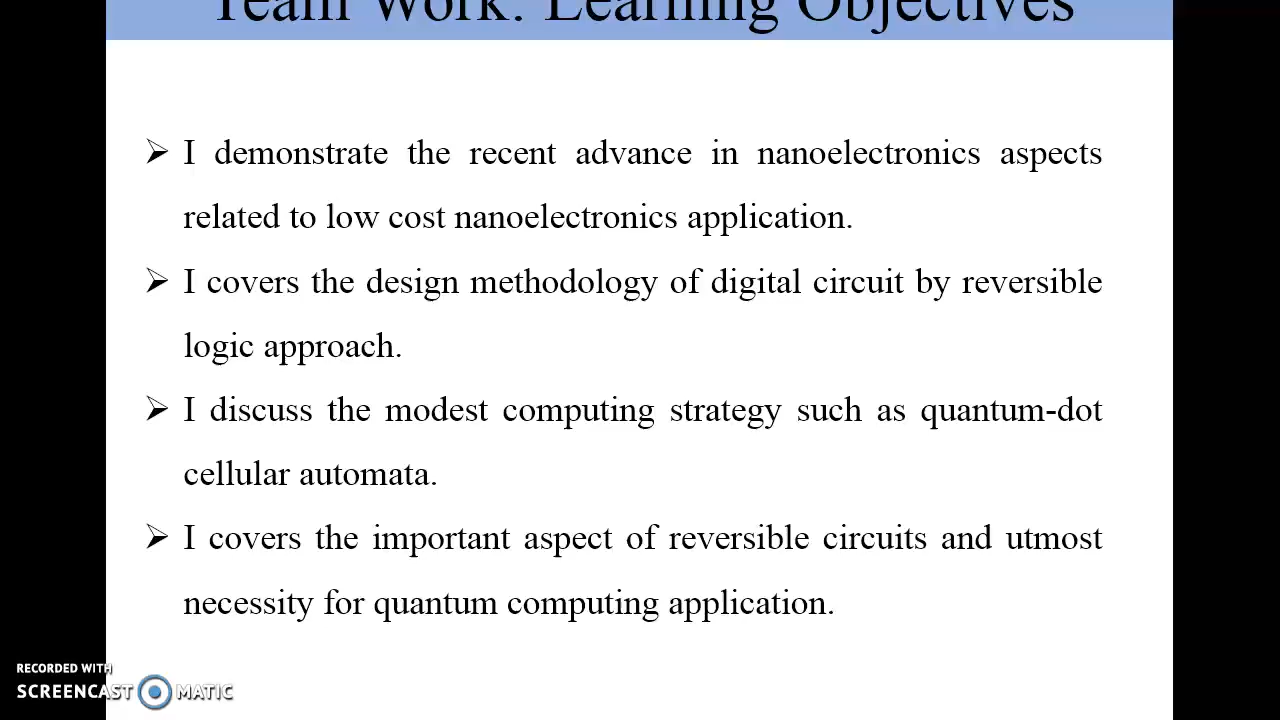 Team Work: Learning Objectives
➢ I demonstrate the recent advance in nanoelectronics aspects
related to low cost nanoelectronics application.
➢ I covers the design methodology of digital circuit by reversible
logic approach.
➢ I discuss the modest computing strategy such as quantum-dot
cellular automata.
➢ I covers the important aspect of reversible circuits and utmost
necessity for quantum computing application.
RECORDED WITH
SCREENCAST MATIC